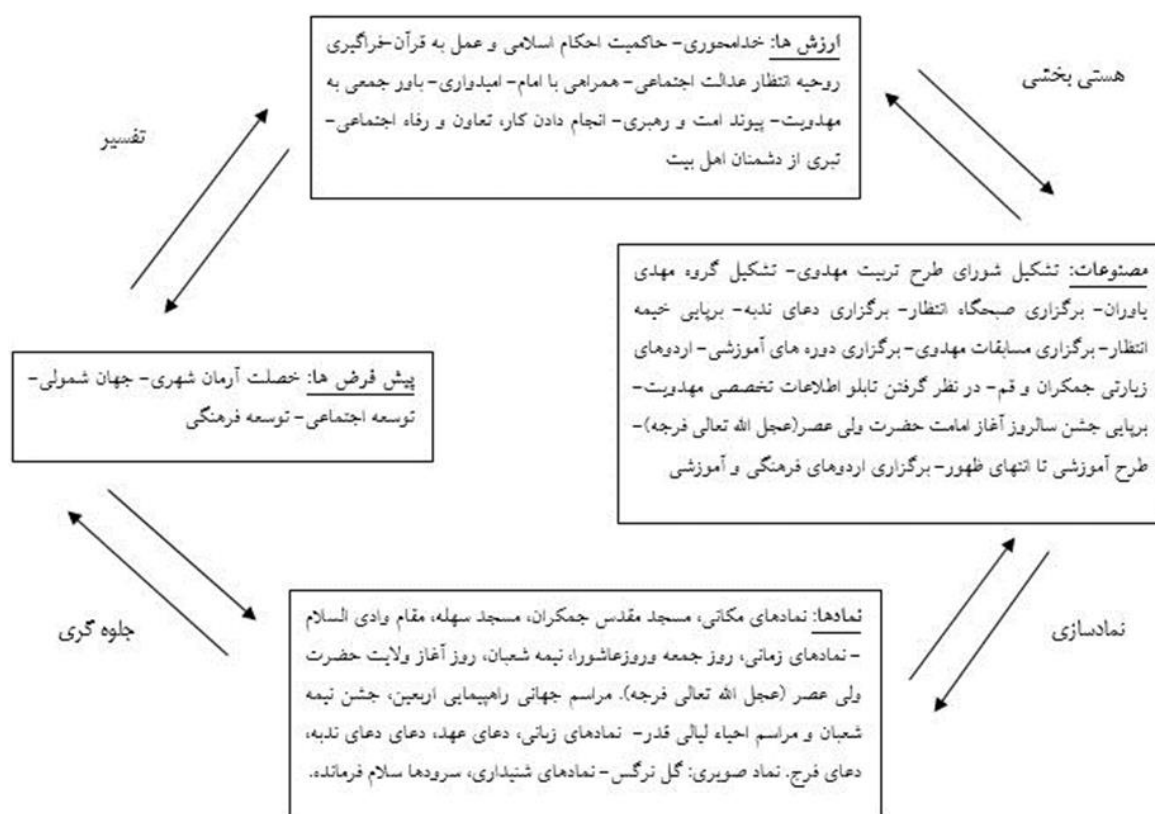 ارزش ها: خدامحوری- حاکمیت احکام اسلامی و عمل به قرآن-فراگیری
روحیه انتظار عدالت اجتماعی- همراهی با امام- امیدواری- باور جمعی به
مهدویت- پیوند امت و رهبری- انجام دادن کار، تعاون و رفاه اجتماعی-
تبری از دشمنان اهل بیت
هستی بخشی
تفسیر
مصنوعات: تشکیل شورای طرح تربیت مهدوی- تشکیل گروه مهدی
یاوران- برگزاری صبحگاه انتظار- برگزاری دعای ندبه- برپایی خیمه
انتظار- برگزاری مسابقات مهدوی- برگزاری دوره های آموزشی- اردوهای
زیارتی جمکران و قم- در نظر گرفتن تابلو اطلاعات تخصصی مهدویت-
برپایی جشن سالروز آغاز امامت حضرت ولی عصر(عجل الله تعالی فرجه)-
طرح آموزشی تا انتهای ظهور- برگزاری اردوهای فرهنگی و آموزشی
پیش فرض ها: خصلت آرمان شهری- جهان شمولی-
توسعه اجتماعی- توسعه فرهنگی
نمادسازی
جلوه گری
نمادها: نمادهای مکانی، مسجد مقدس جمکران، مسجد سهله، مقام وادی السلام
- نمادهای زمانی، روز جمعه وروزعاشورا، نیمه شعبان، روز آغاز ولایت حضرت
ولی عصر (عجل الله تعالی فرجه). مراسم جهانی راهپیمایی اربعین، جشن نیمه
شعبان و مراسم احیاء لیالی قدر- نمادهای زبانی، دعای عهد، دعای دعای ندبه،
دعای فرج. نماد صویری: گل نرگس- نمادهای شنیداری، سرودها سلام فرمانده.